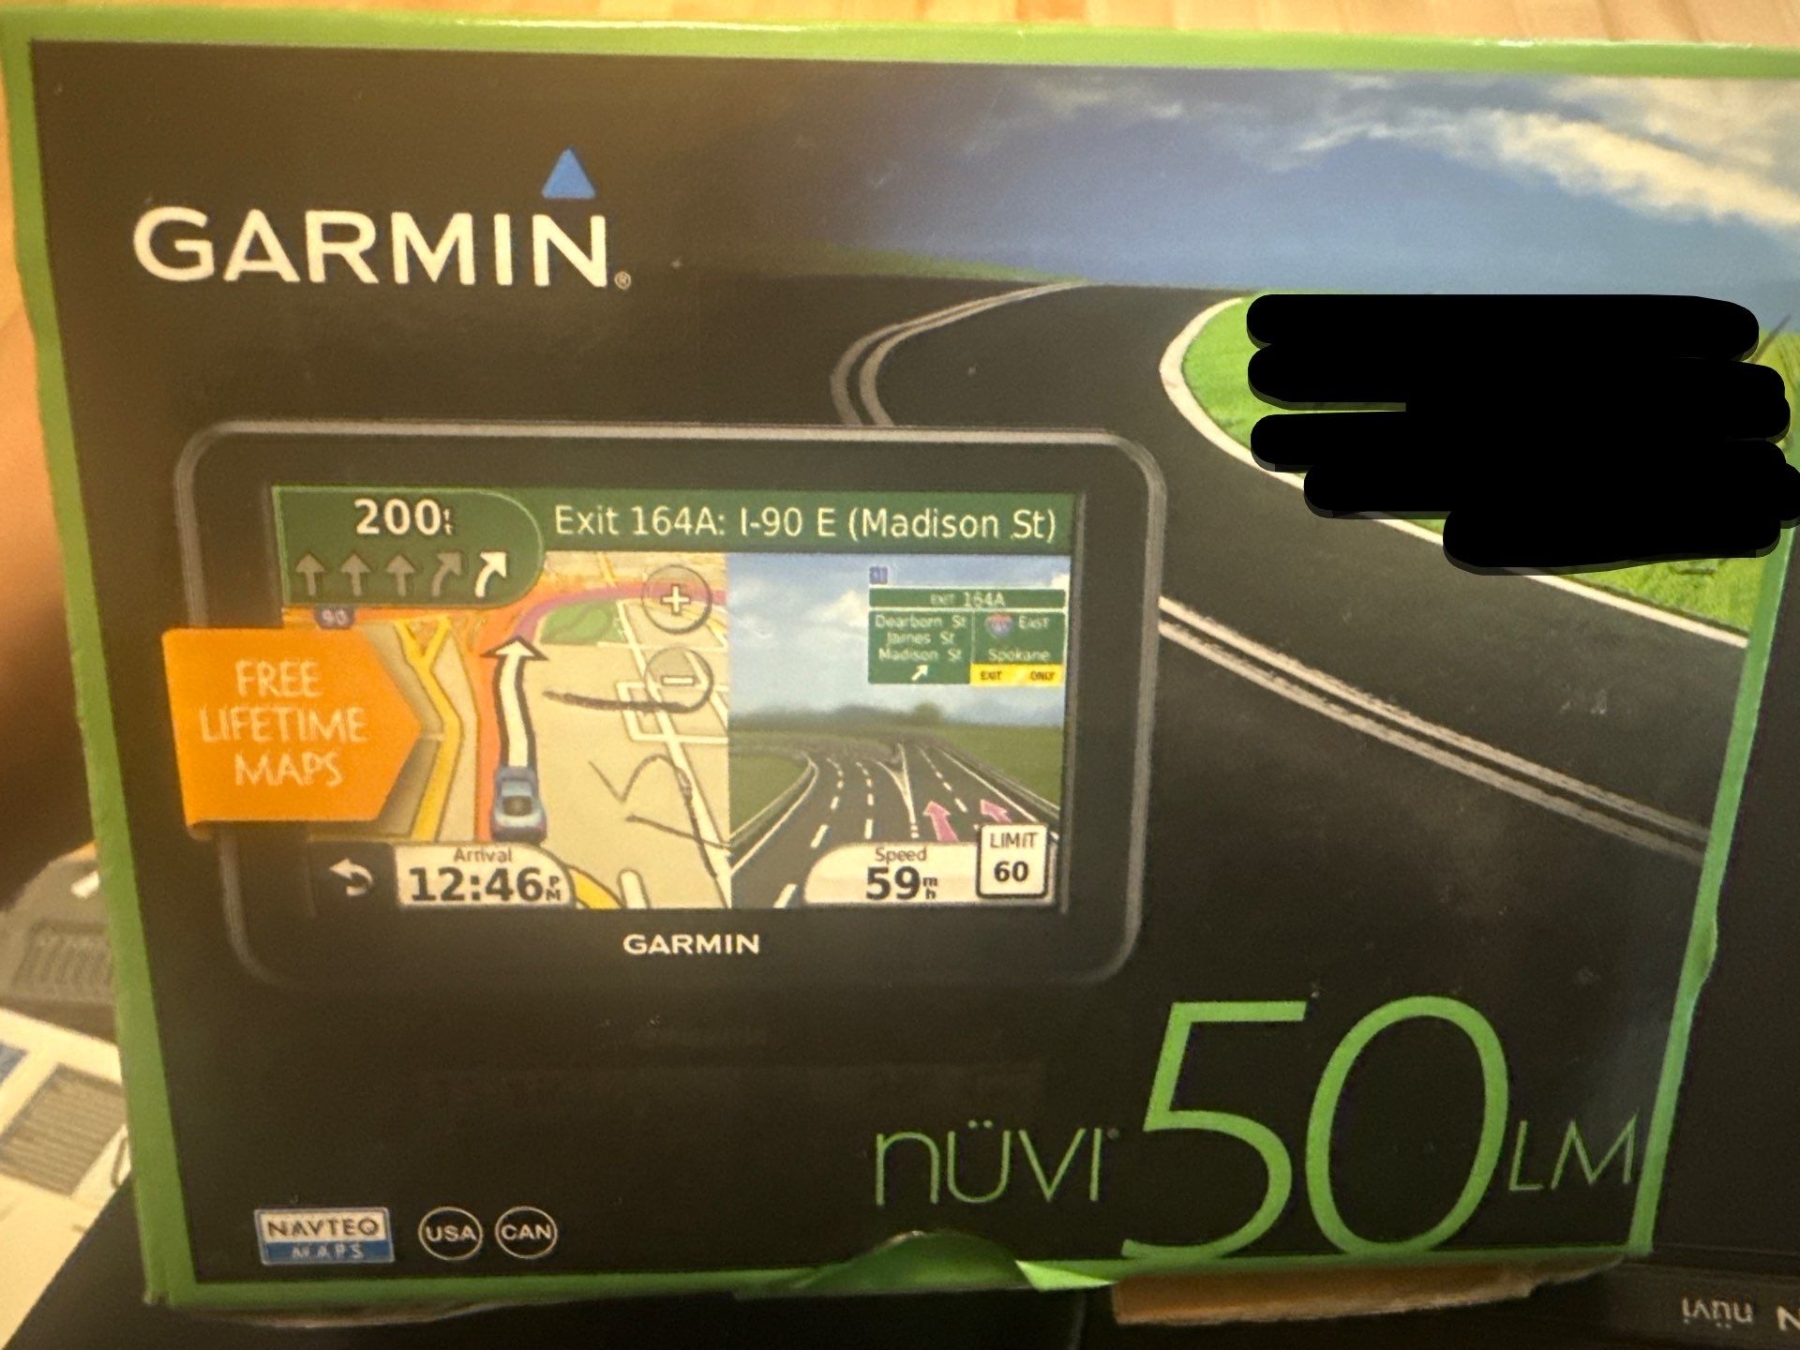 GARMIN®
200ft
Exit 164A: I-90 E (Madison St)
90
+
EXIT 164A
Dearborn St
James St
Madison St
EAST
Spokane
EXIT ONLY
−
FREE
LIFETIME
MAPS
Arrival
12:46PM
Speed
59mh
LIMIT
60
GARMIN
nüvi 50LM
NAVTEQ
MAPS
USA
CAN
nüvi